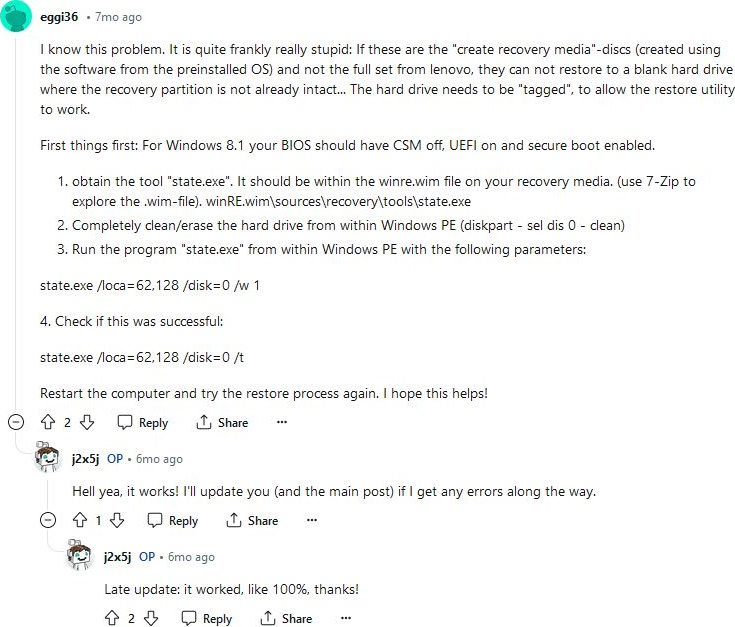 eggi36 • 7mo ago
I know this problem. It is quite frankly really stupid: If these are the "create recovery media"-discs (created using
the software from the preinstalled OS) and not the full set from lenovo, they can not restore to a blank hard drive
where the recovery partition is not already intact... The hard drive needs to be "tagged", to allow the restore utility
to work.
First things first: For Windows 8.1 your BIOS should have CSM off, UEFI on and secure boot enabled.
1. obtain the tool "state.exe". It should be within the winre.wim file on your recovery media. (use 7-Zip to
explore the .wim-file). winRE.wim\sources\recovery\tools\state.exe
2. Completely clean/erase the hard drive from within Windows PE (diskpart - sel dis 0 - clean)
3. Run the program "state.exe" from within Windows PE with the following parameters:
state.exe /loca=62,128 /disk=0 /w 1
4. Check if this was successful:
state.exe /loca=62,128 /disk=0 /t
Restart the computer and try the restore process again. I hope this helps!
2 Reply Share ...
j2x5j OP • 6mo ago
Hell yea, it works! I'll update you (and the main post) if I get any errors along the way.
1 Reply Share ...
j2x5j OP • 6mo ago
Late update: it worked, like 100%, thanks!
2 Reply Share ...